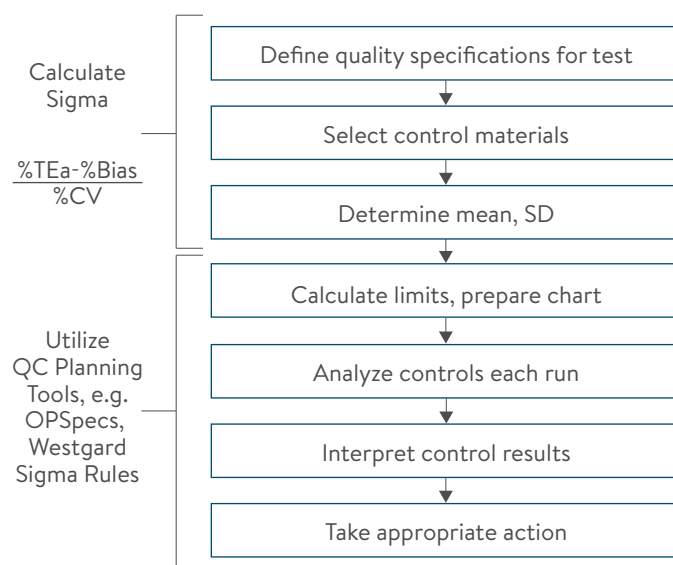 Calculate
Sigma
%TEa-%Bias
%CV
Define quality specifications for test
Select control materials
Determine mean, SD
Utilize
QC Planning
Tools, e.g.
OPSpecs,
Westgard
Sigma Rules
Calculate limits, prepare chart
Analyze controls each run
Interpret control results
Take appropriate action